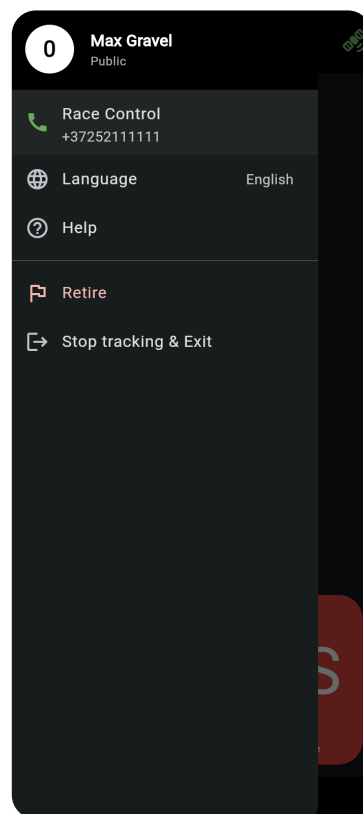 0
Max Gravel
Public
Race Control
+37252111111
Language
English
Help
Retire
Stop tracking & Exit
S